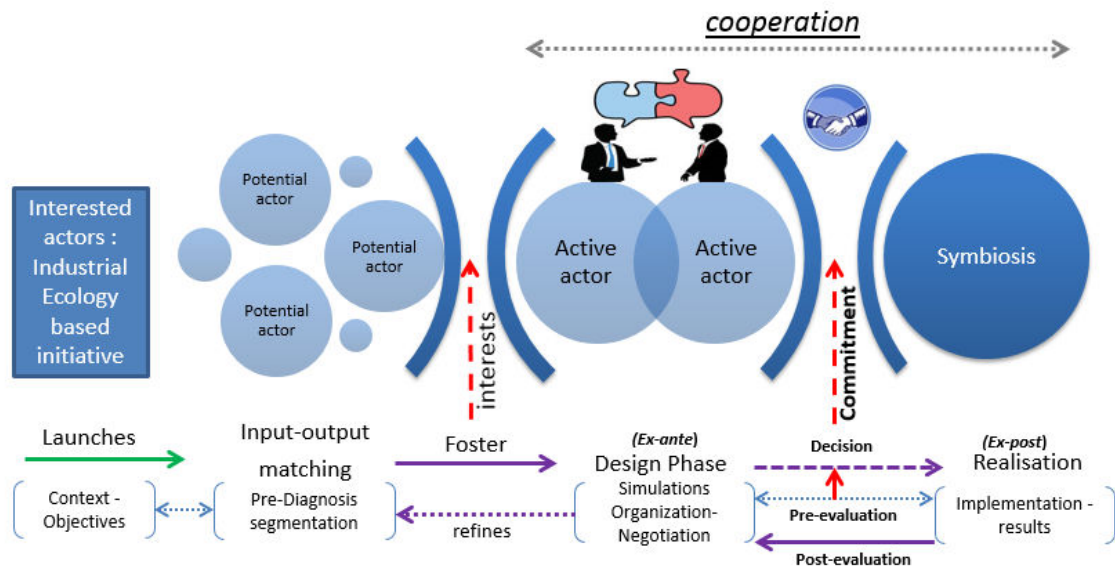 cooperation
Interested
actors :
Industrial
Ecology
based
initiative
Potential
actor
Potential
actor
Potential
actor
interests
Active
actor
Active
actor
Commitment
Symbiosis
Launches
Context -
Objectives
Input-output
matching
Pre-Diagnosis
segmentation
Foster
refines
(Ex-ante)
Design Phase
Simulations
Organization-
Negotiation
Decision
Pre-evaluation
Post-evaluation
(Ex-post)
Realisation
Implementation -
results